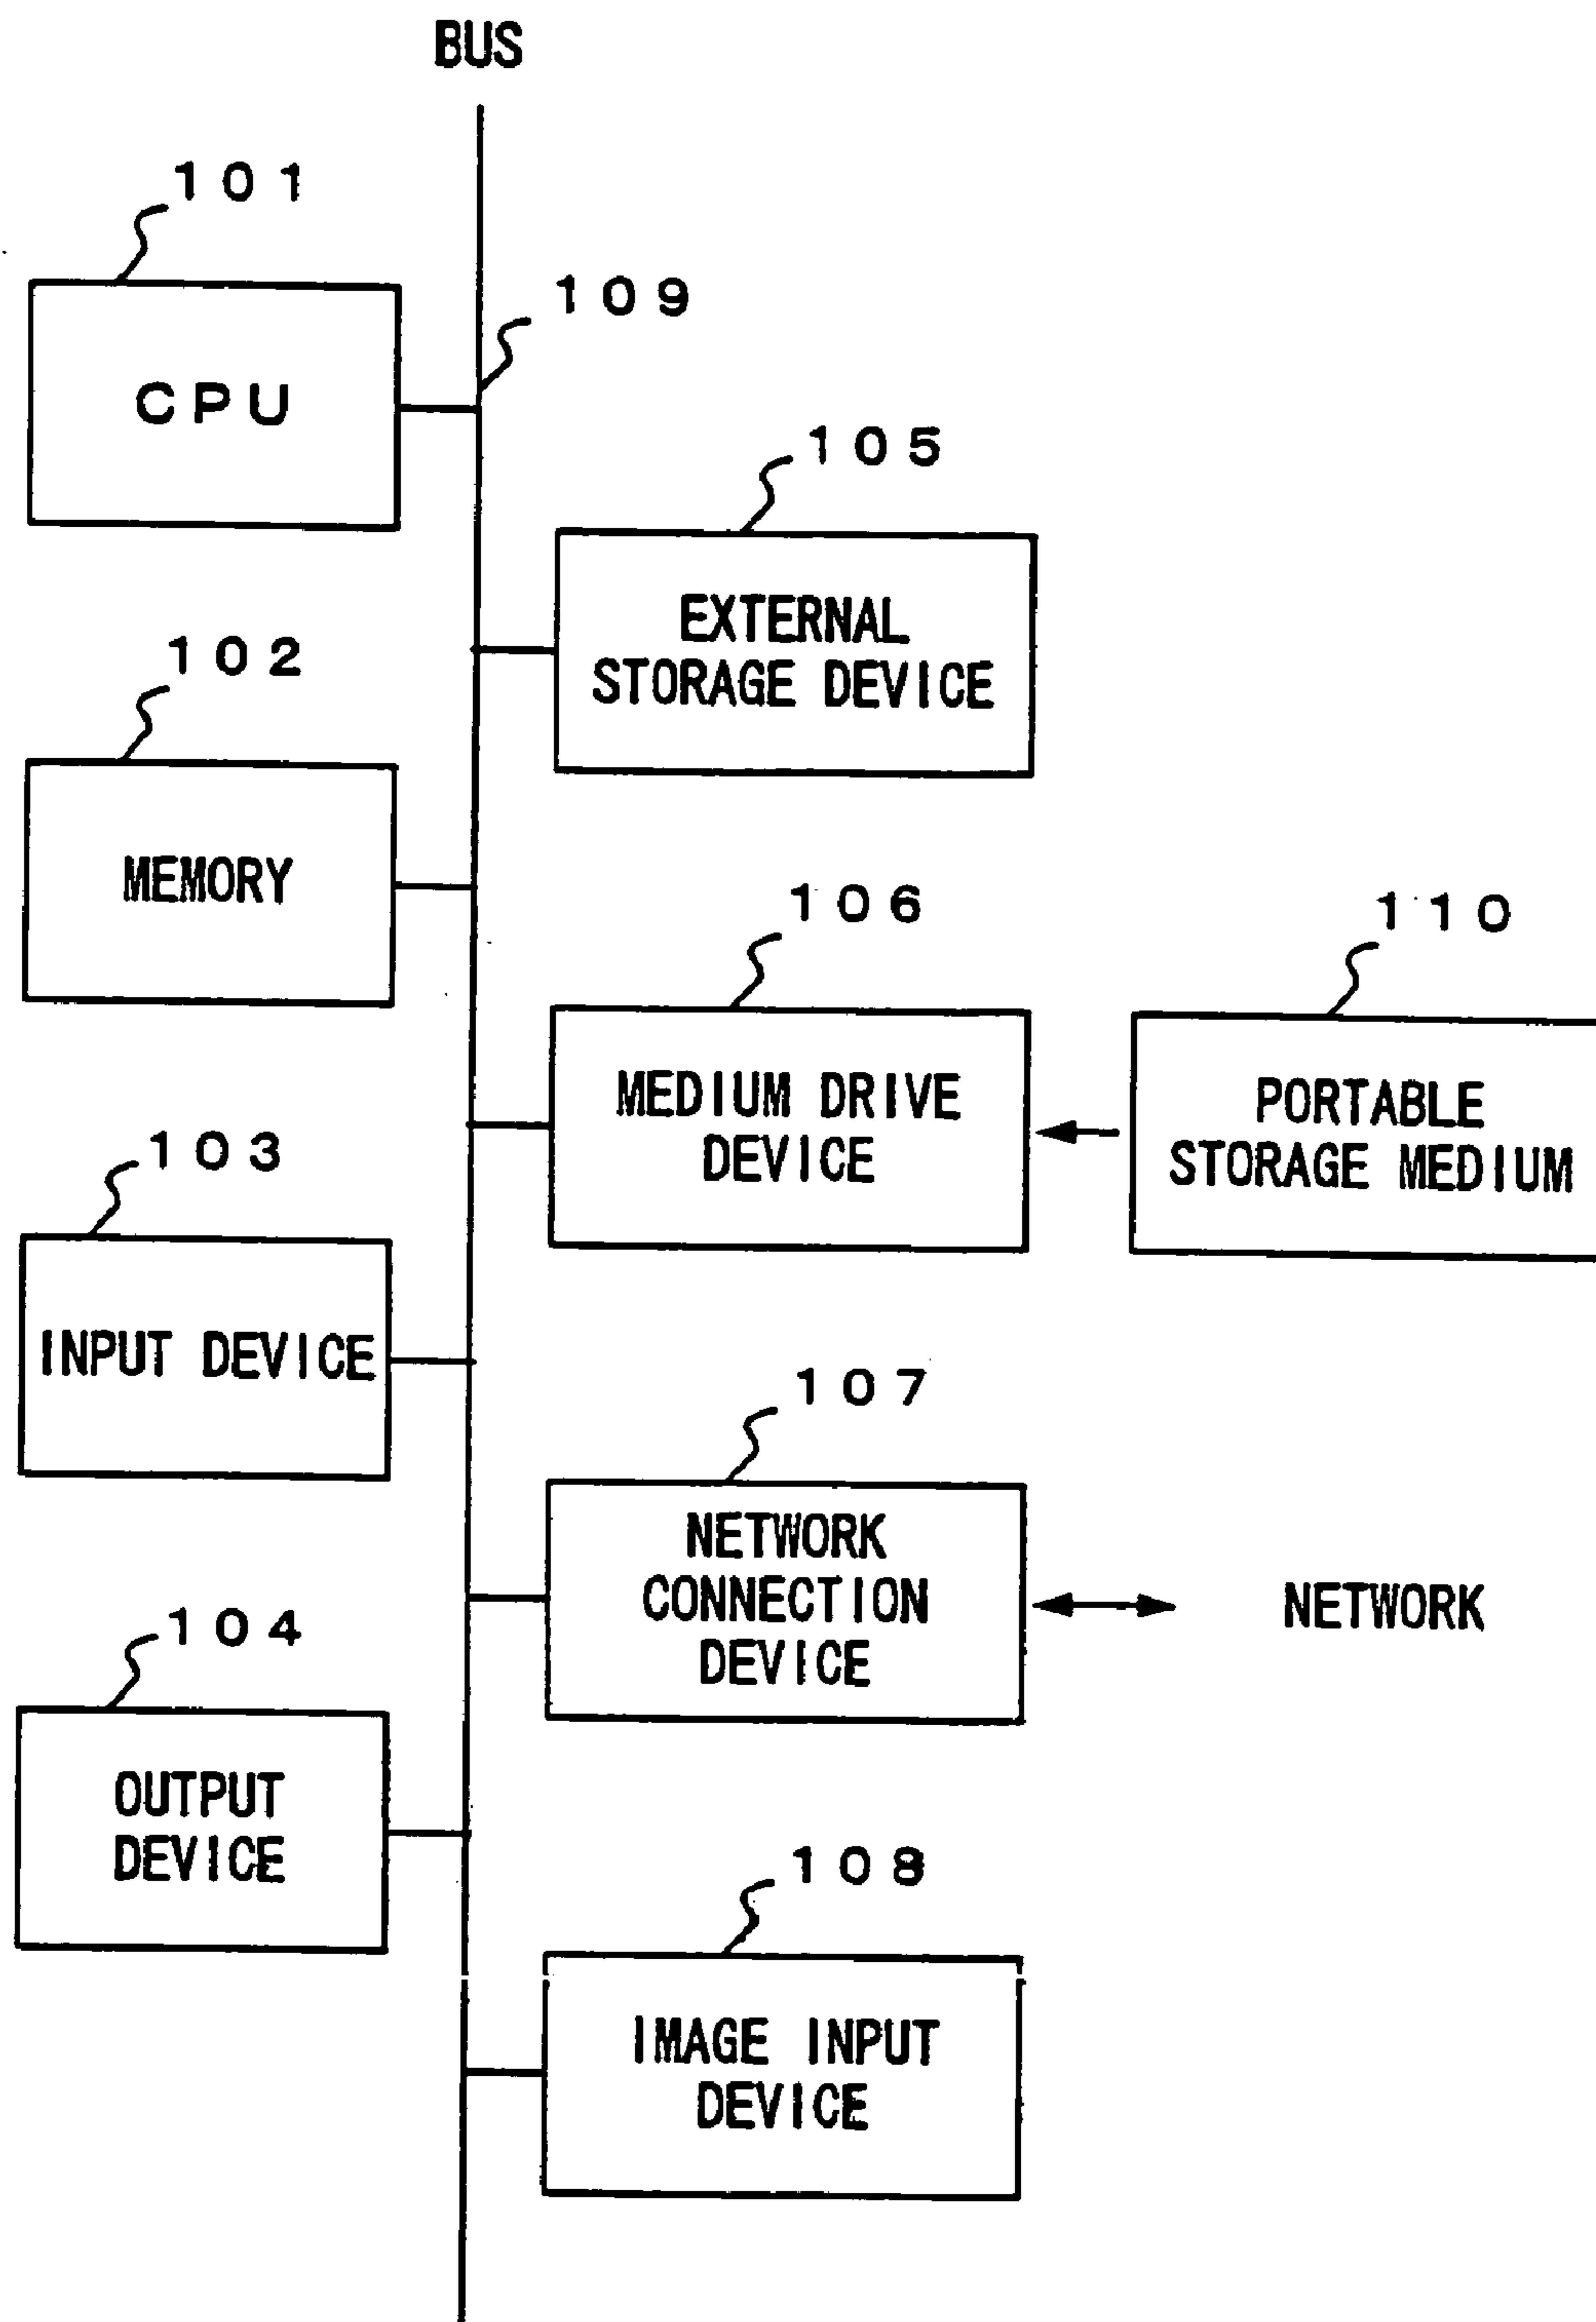 BUS
101
CPU
109
105
EXTERNAL
STORAGE DEVICE
102
MEMORY
106
MEDIUM DRIVE
DEVICE
110
PORTABLE
STORAGE MEDIUM
103
INPUT DEVICE
107
NETWORK
CONNECTION
DEVICE
NETWORK
104
OUTPUT
DEVICE
108
IMAGE INPUT
DEVICE